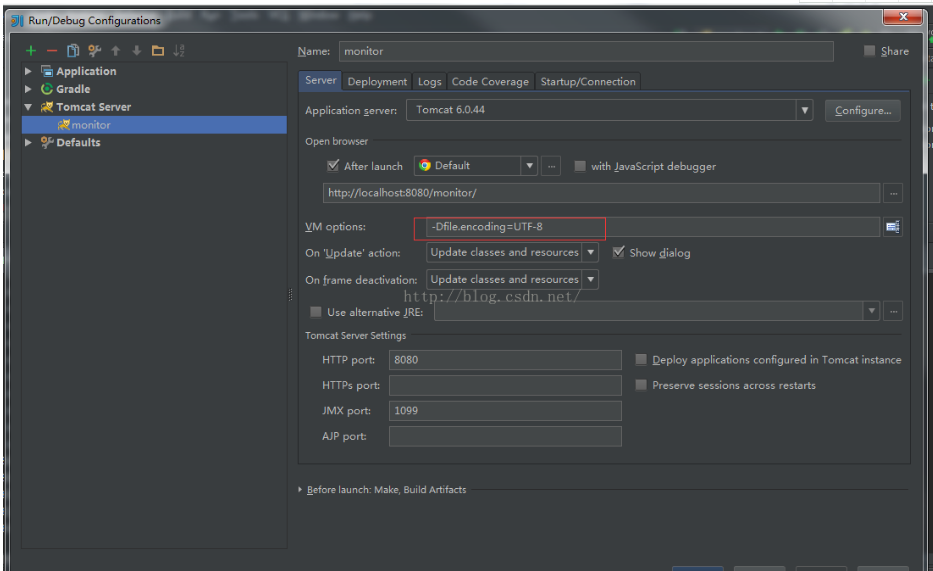 Run/Debug Configurations
Name: monitor Share
Application
Gradle
Tomcat Server
monitor
Defaults
Server Deployment Logs Code Coverage Startup/Connection
Application server: Tomcat 6.0.44 Configure...
Open browser
After launch Default ... with JavaScript debugger
http://localhost:8080/monitor/ ...
VM options: -Dfile.encoding=UTF-8
On 'Update' action: Update classes and resources Show dialog
On frame deactivation: Update classes and resources
http://blog.csdn.net/
Use alternative JRE: ...
Tomcat Server Settings
HTTP port: 8080 Deploy applications configured in Tomcat instance
HTTPs port: Preserve sessions across restarts
JMX port: 1099
AJP port:
Before launch: Make, Build Artifacts